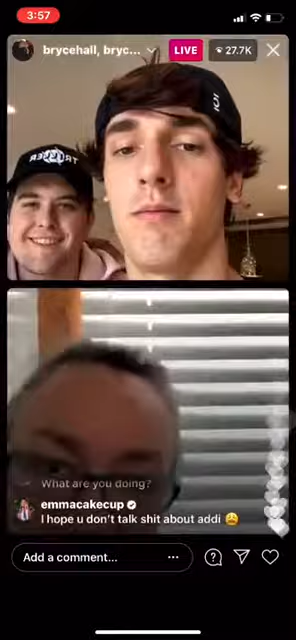 3:57
brycehall, bryc...
LIVE
27.7K
What are you doing?
emmacakecup
I hope u don't talk shit about addi 😩
Add a comment...